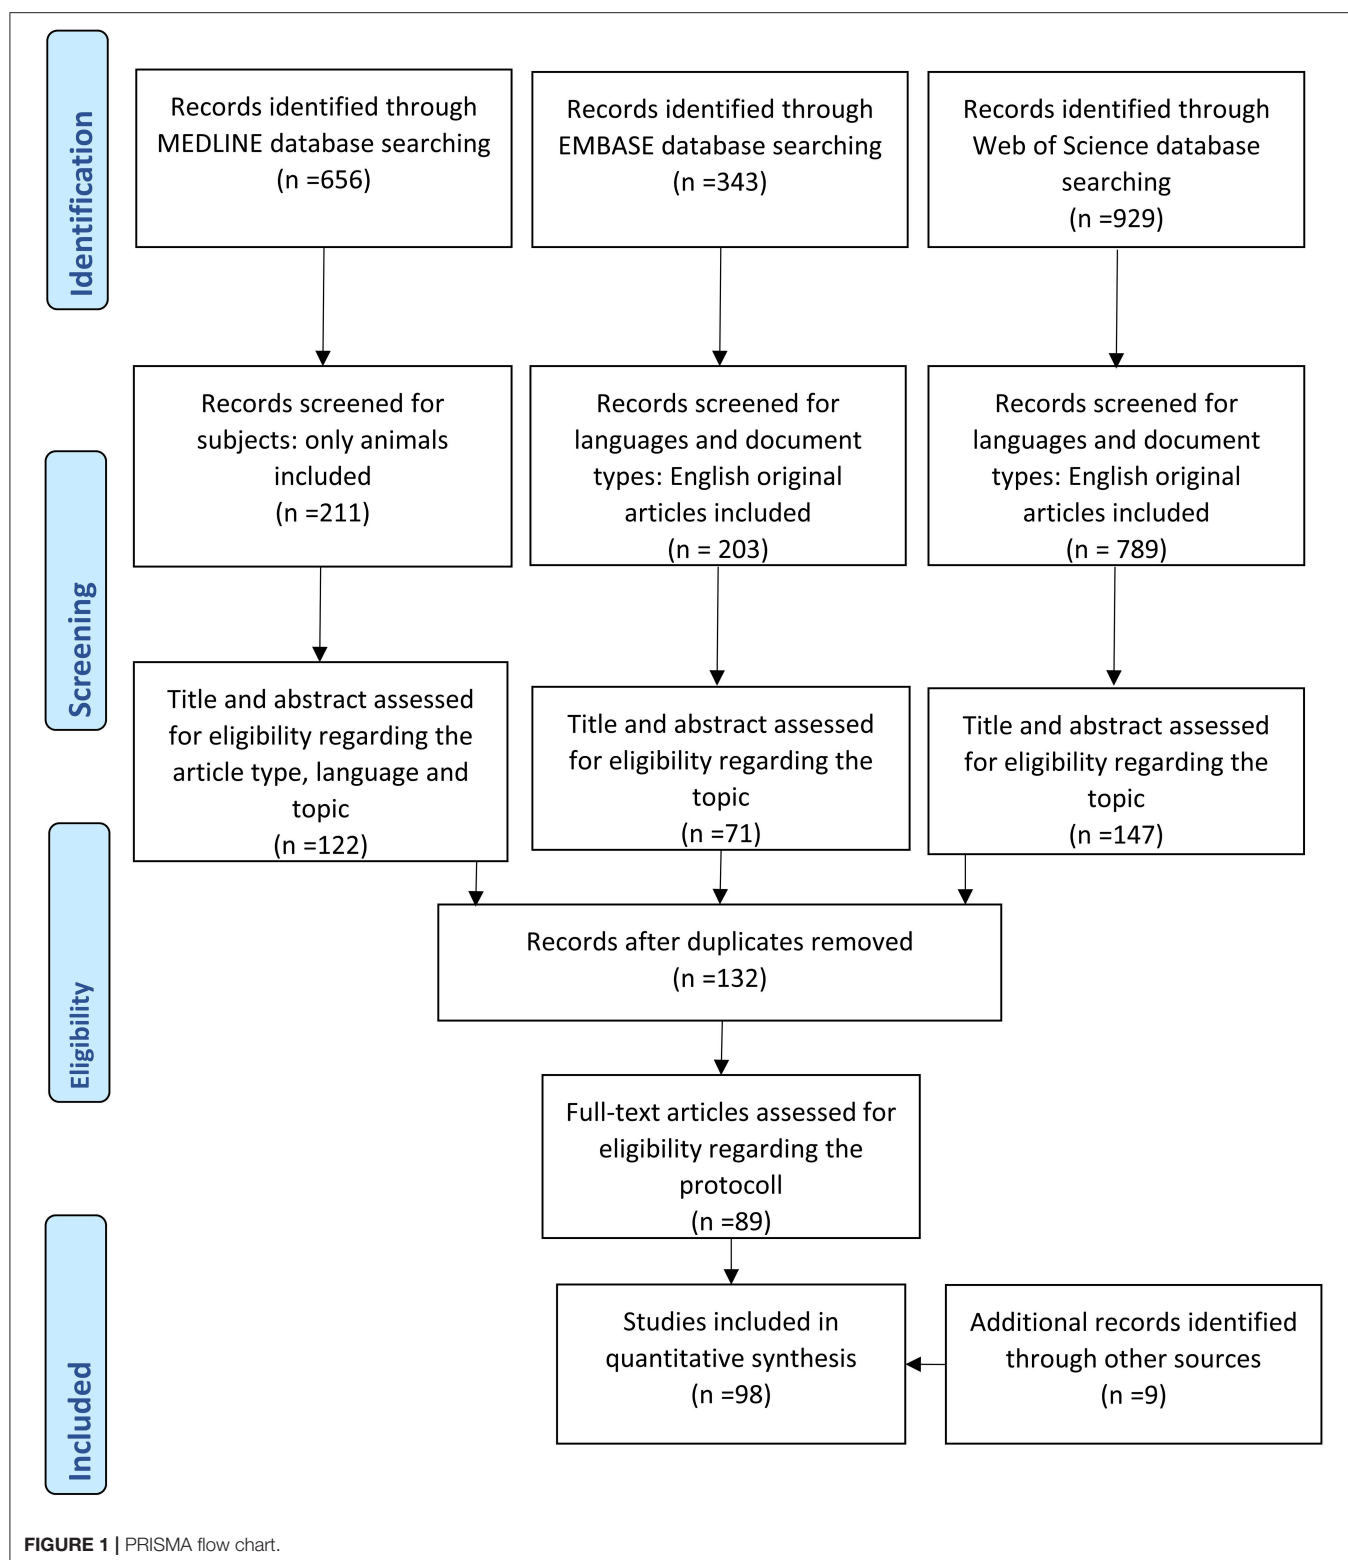 Identification
Records identified through
MEDLINE database searching
(n =656)
Records identified through
EMBASE database searching
(n =343)
Records identified through
Web of Science database
searching
(n =929)
Screening
Records screened for
subjects: only animals
included
(n =211)
Records screened for
languages and document
types: English original
articles included
(n = 203)
Records screened for
languages and document
types: English original
articles included
(n = 789)
Title and abstract assessed
for eligibility regarding the
article type, language and
topic
(n =122)
Title and abstract assessed
for eligibility regarding the
topic
(n =71)
Title and abstract assessed
for eligibility regarding the
topic
(n =147)
Eligibility
Records after duplicates removed
(n =132)
Full-text articles assessed for
eligibility regarding the
protocoll
(n =89)
Included
Studies included in
quantitative synthesis
(n =98)
Additional records identified
through other sources
(n =9)
FIGURE 1 | PRISMA flow chart.